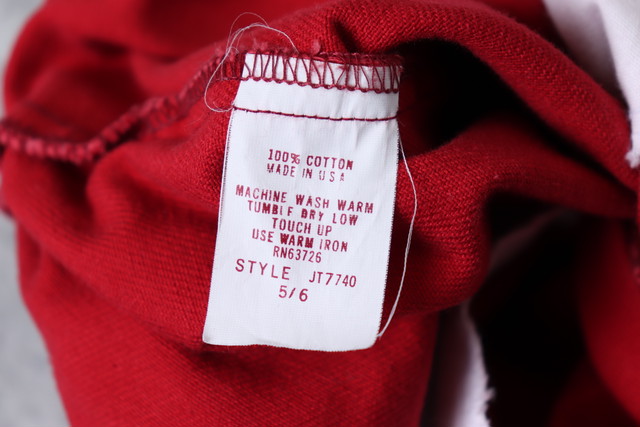 100% COTTON
MADE IN USA
MACHINE WASH WARM
TUMBLE DRY LOW
TOUCH UP
USE WARM IRON
RN63726
STYLE JT7740
5/6